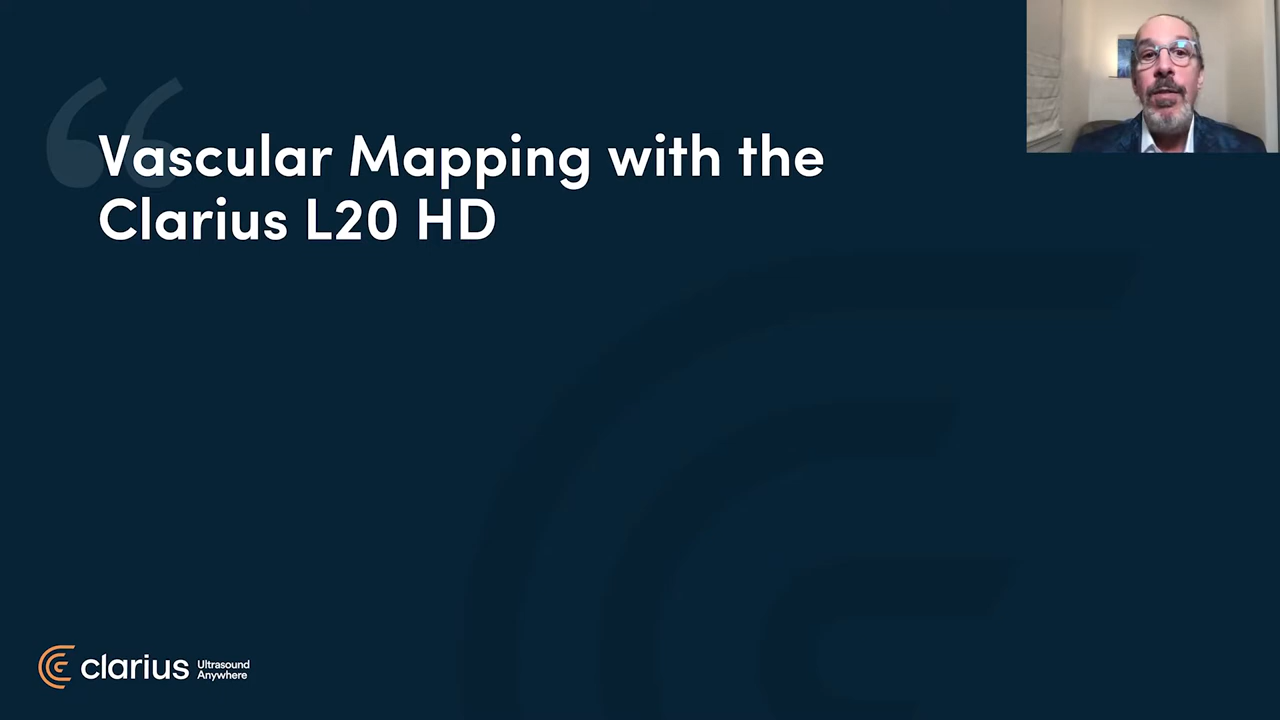 Vascular Mapping with the
Clarius L20 HD
clarius Ultrasound
Anywhere